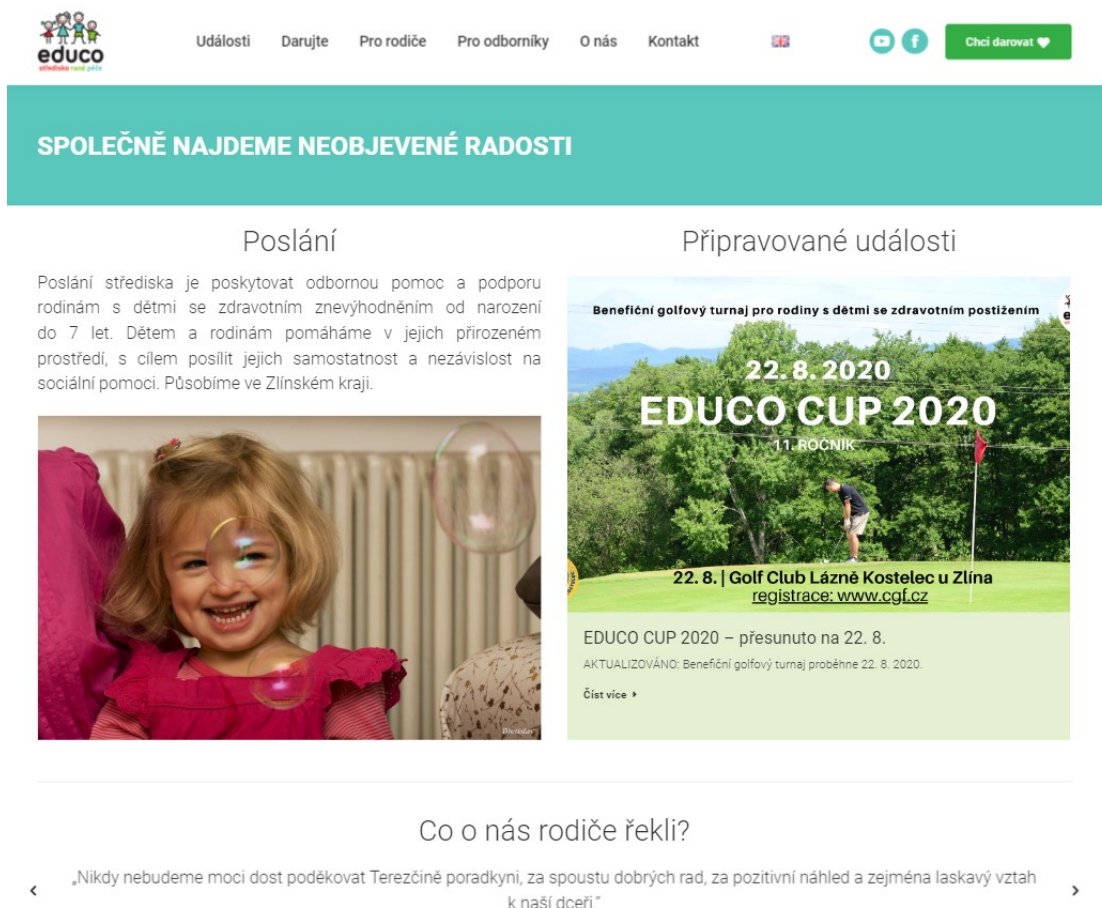 educo
středisko rané péče
Události
Darujte
Pro rodiče
Pro odborníky
O nás
Kontakt
Chci darovat
SPOLEČNĚ NAJDEME NEOBJEVENÉ RADOSTI
Poslání
Poslání střediska je poskytovat odbornou pomoc a podporu
rodinám s dětmi se zdravotním znevýhodněním od narození
do 7 let. Dětem a rodinám pomáháme v jejich přirozeném
prostředí, s cílem posílit jejich samostatnost a nezávislost na
sociální pomoci. Působíme ve Zlínském kraji.
Připravované události
Benefiční golfový turnaj pro rodiny s dětmi se zdravotním postižením
22. 8. 2020
EDUCO CUP 2020
11. ROČNÍK
22. 8. | Golf Club Lázně Kostelec u Zlína
registrace: www.cgf.cz
EDUCO CUP 2020 – přesunuto na 22. 8.
AKTUALIZOVÁNO: Benefiční golfový turnaj proběhne 22. 8. 2020.
Číst více
Co o nás rodiče řekli?
„Nikdy nebudeme moci dost poděkovat Terezčině poradkyni, za spoustu dobrých rad, za pozitivní náhled a zejména laskavý vztah
k naší dceři."